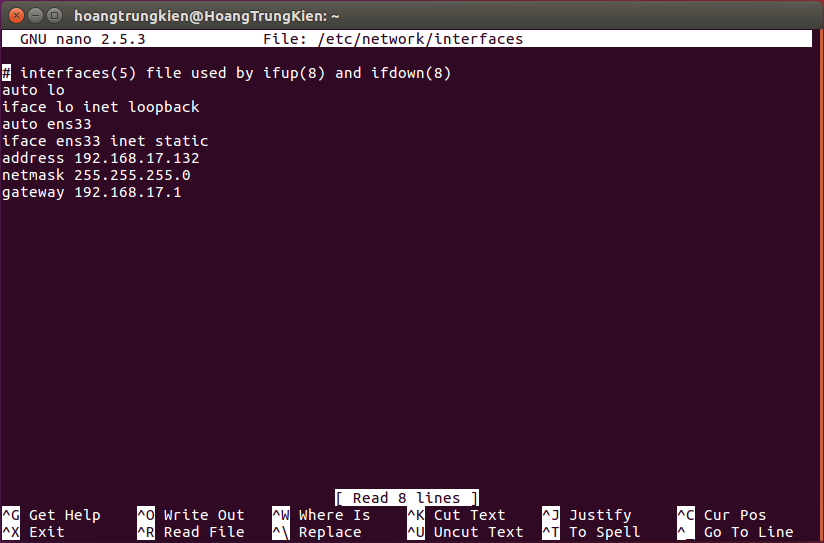 hoangtrungkien@HoangTrungKien: ~
GNU nano 2.5.3 File: /etc/network/interfaces
# interfaces(5) file used by ifup(8) and ifdown(8)
auto lo
iface lo inet loopback
auto ens33
iface ens33 inet static
address 192.168.17.132
netmask 255.255.255.0
gateway 192.168.17.1
[ Read 8 lines ]
^G Get Help ^O Write Out ^W Where Is ^K Cut Text ^J Justify ^C Cur Pos
^X Exit ^R Read File ^\ Replace ^U Uncut Text ^T To Spell ^_ Go To Line